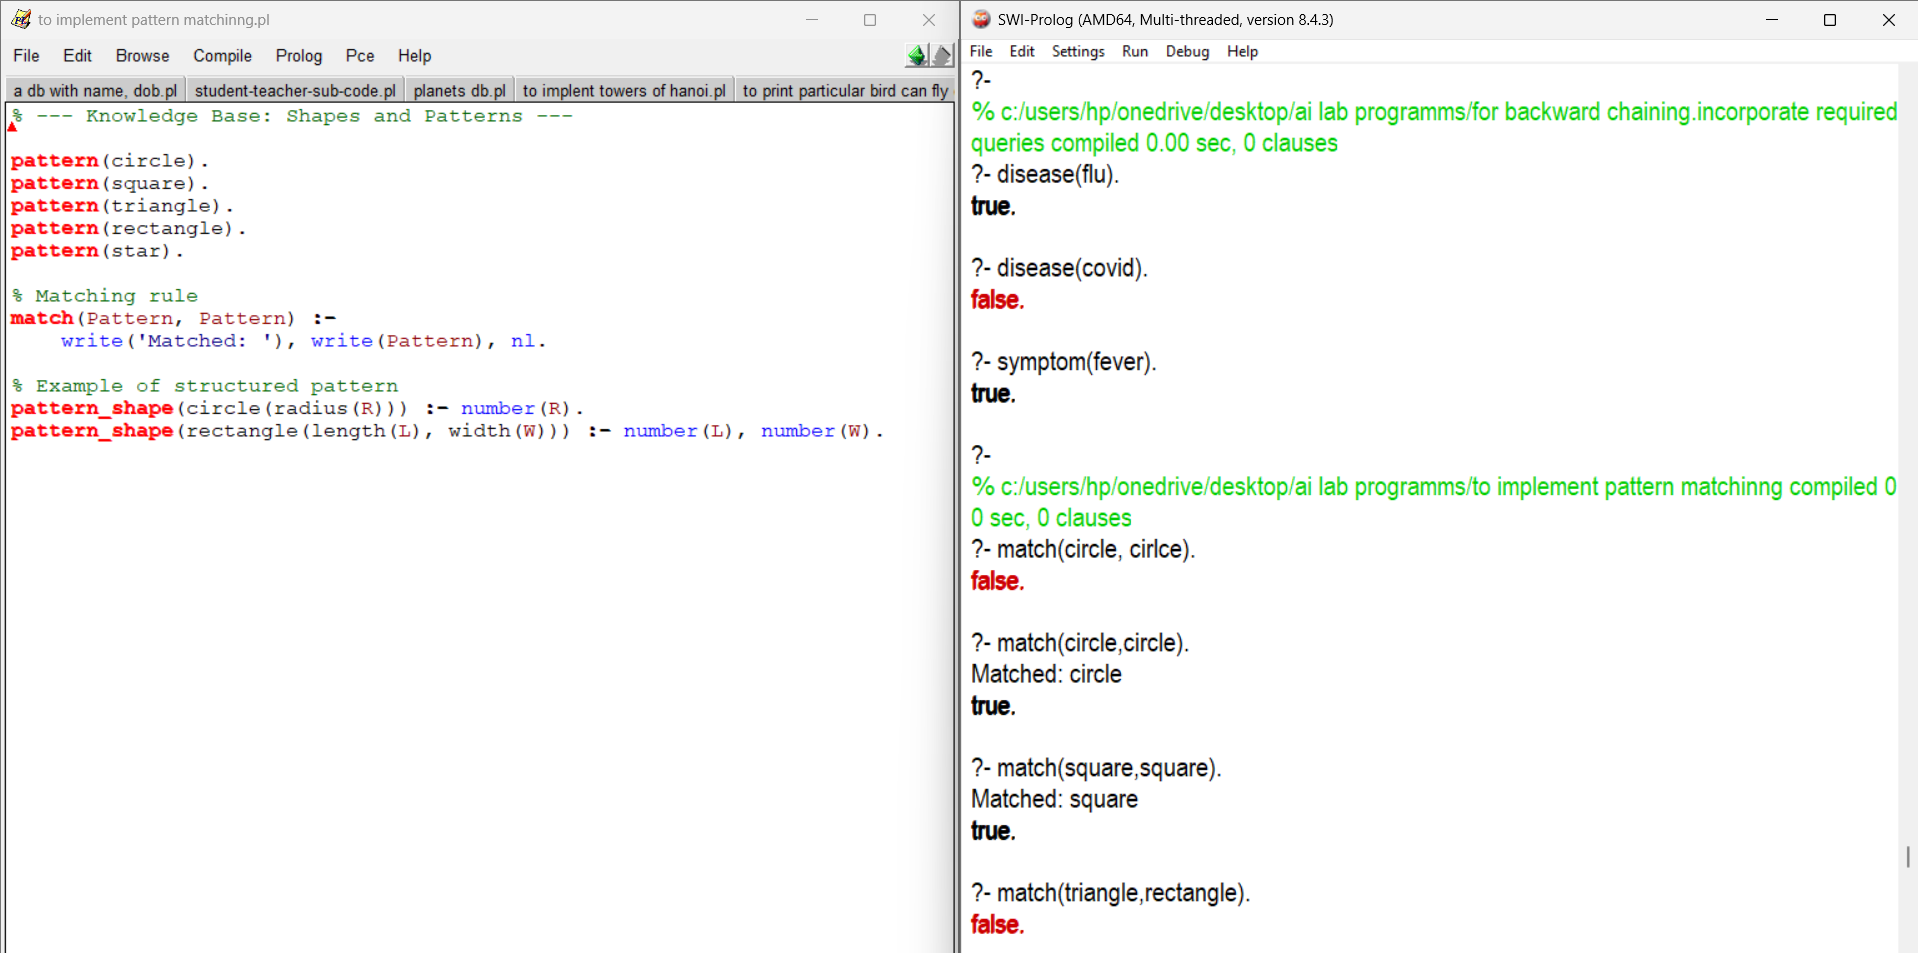 to implement pattern matchinng.pl
File Edit Browse Compile Prolog Pce Help
a db with name, dob.pl student-teacher-sub-code.pl planets db.pl to implent towers of hanoi.pl to print particular bird can fly
% --- Knowledge Base: Shapes and Patterns ---
pattern(circle).
pattern(square).
pattern(triangle).
pattern(rectangle).
pattern(star).
% Matching rule
match(Pattern, Pattern) :-
    write('Matched: '), write(Pattern), nl.
% Example of structured pattern
pattern_shape(circle(radius(R))) :- number(R).
pattern_shape(rectangle(length(L), width(W))) :- number(L), number(W).
SWI-Prolog (AMD64, Multi-threaded, version 8.4.3)
File Edit Settings Run Debug Help
?-
% c:/users/hp/onedrive/desktop/ai lab programms/for backward chaining.incorporate required
queries compiled 0.00 sec, 0 clauses
?- disease(flu).
true.
?- disease(covid).
false.
?- symptom(fever).
true.
?-
% c:/users/hp/onedrive/desktop/ai lab programms/to implement pattern matchinng compiled 0
0 sec, 0 clauses
?- match(circle, cirlce).
false.
?- match(circle,circle).
Matched: circle
true.
?- match(square,square).
Matched: square
true.
?- match(triangle,rectangle).
false.